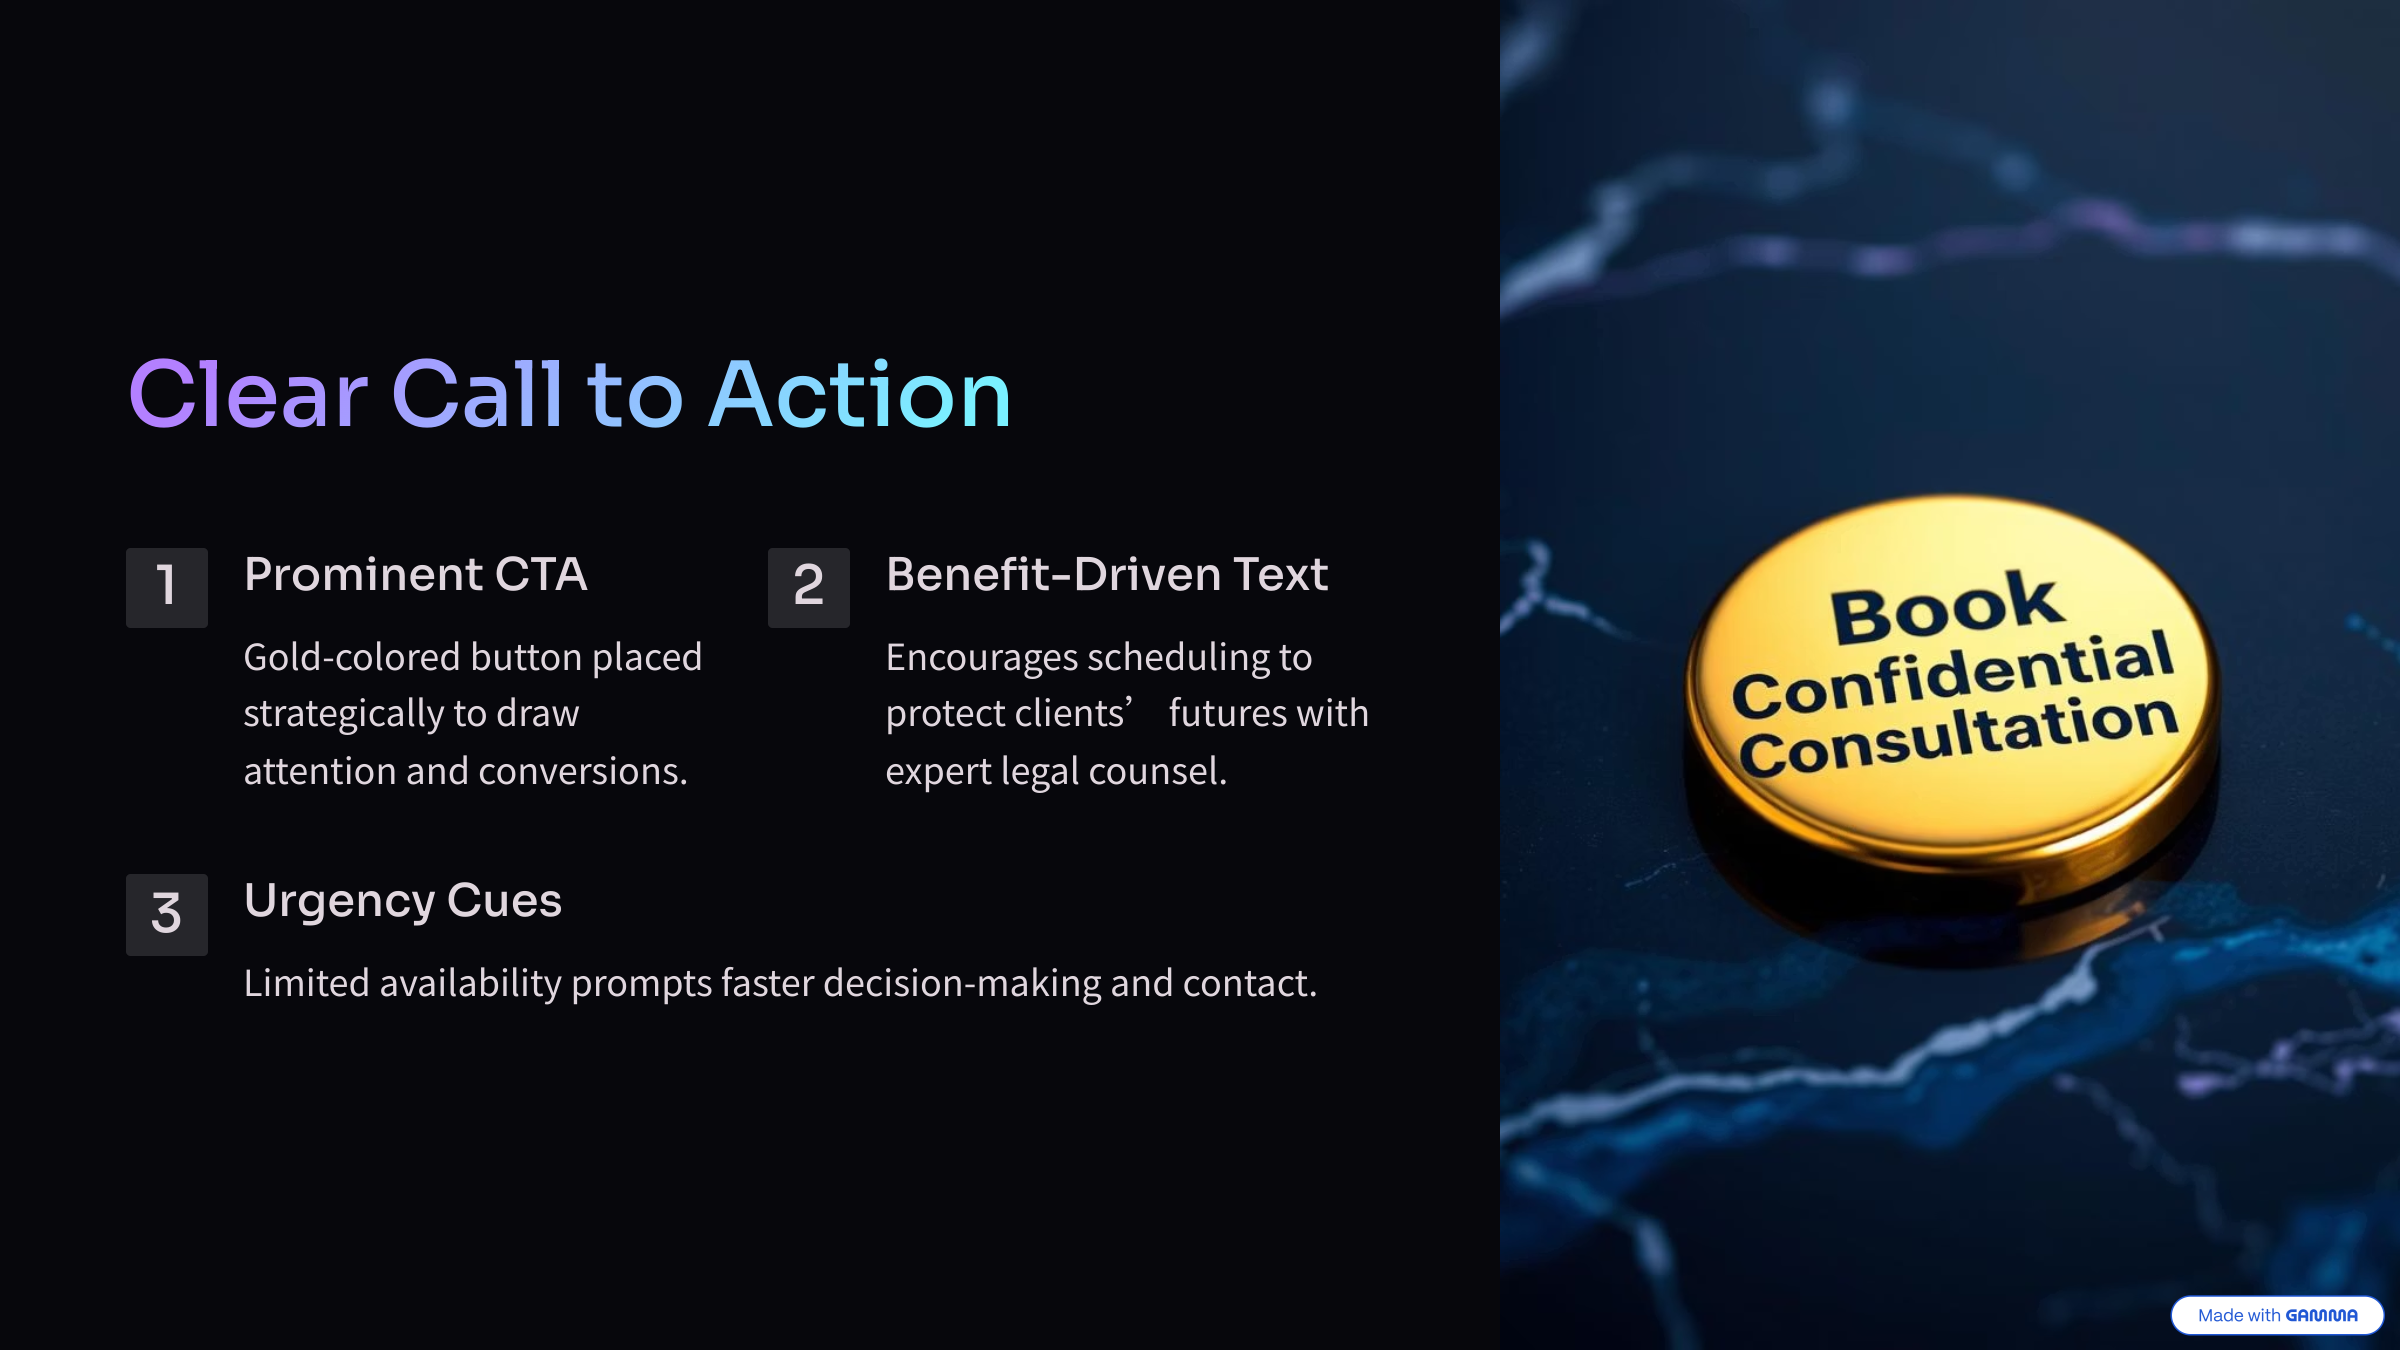 Clear Call to Action
1
Prominent CTA
Gold-colored button placed
strategically to draw
attention and conversions.
2
Benefit-Driven Text
Encourages scheduling to
protect clients’ futures with
expert legal counsel.
3
Urgency Cues
Limited availability prompts faster decision-making and contact.
Book
Confidential
Consultation
Made with GAMMA